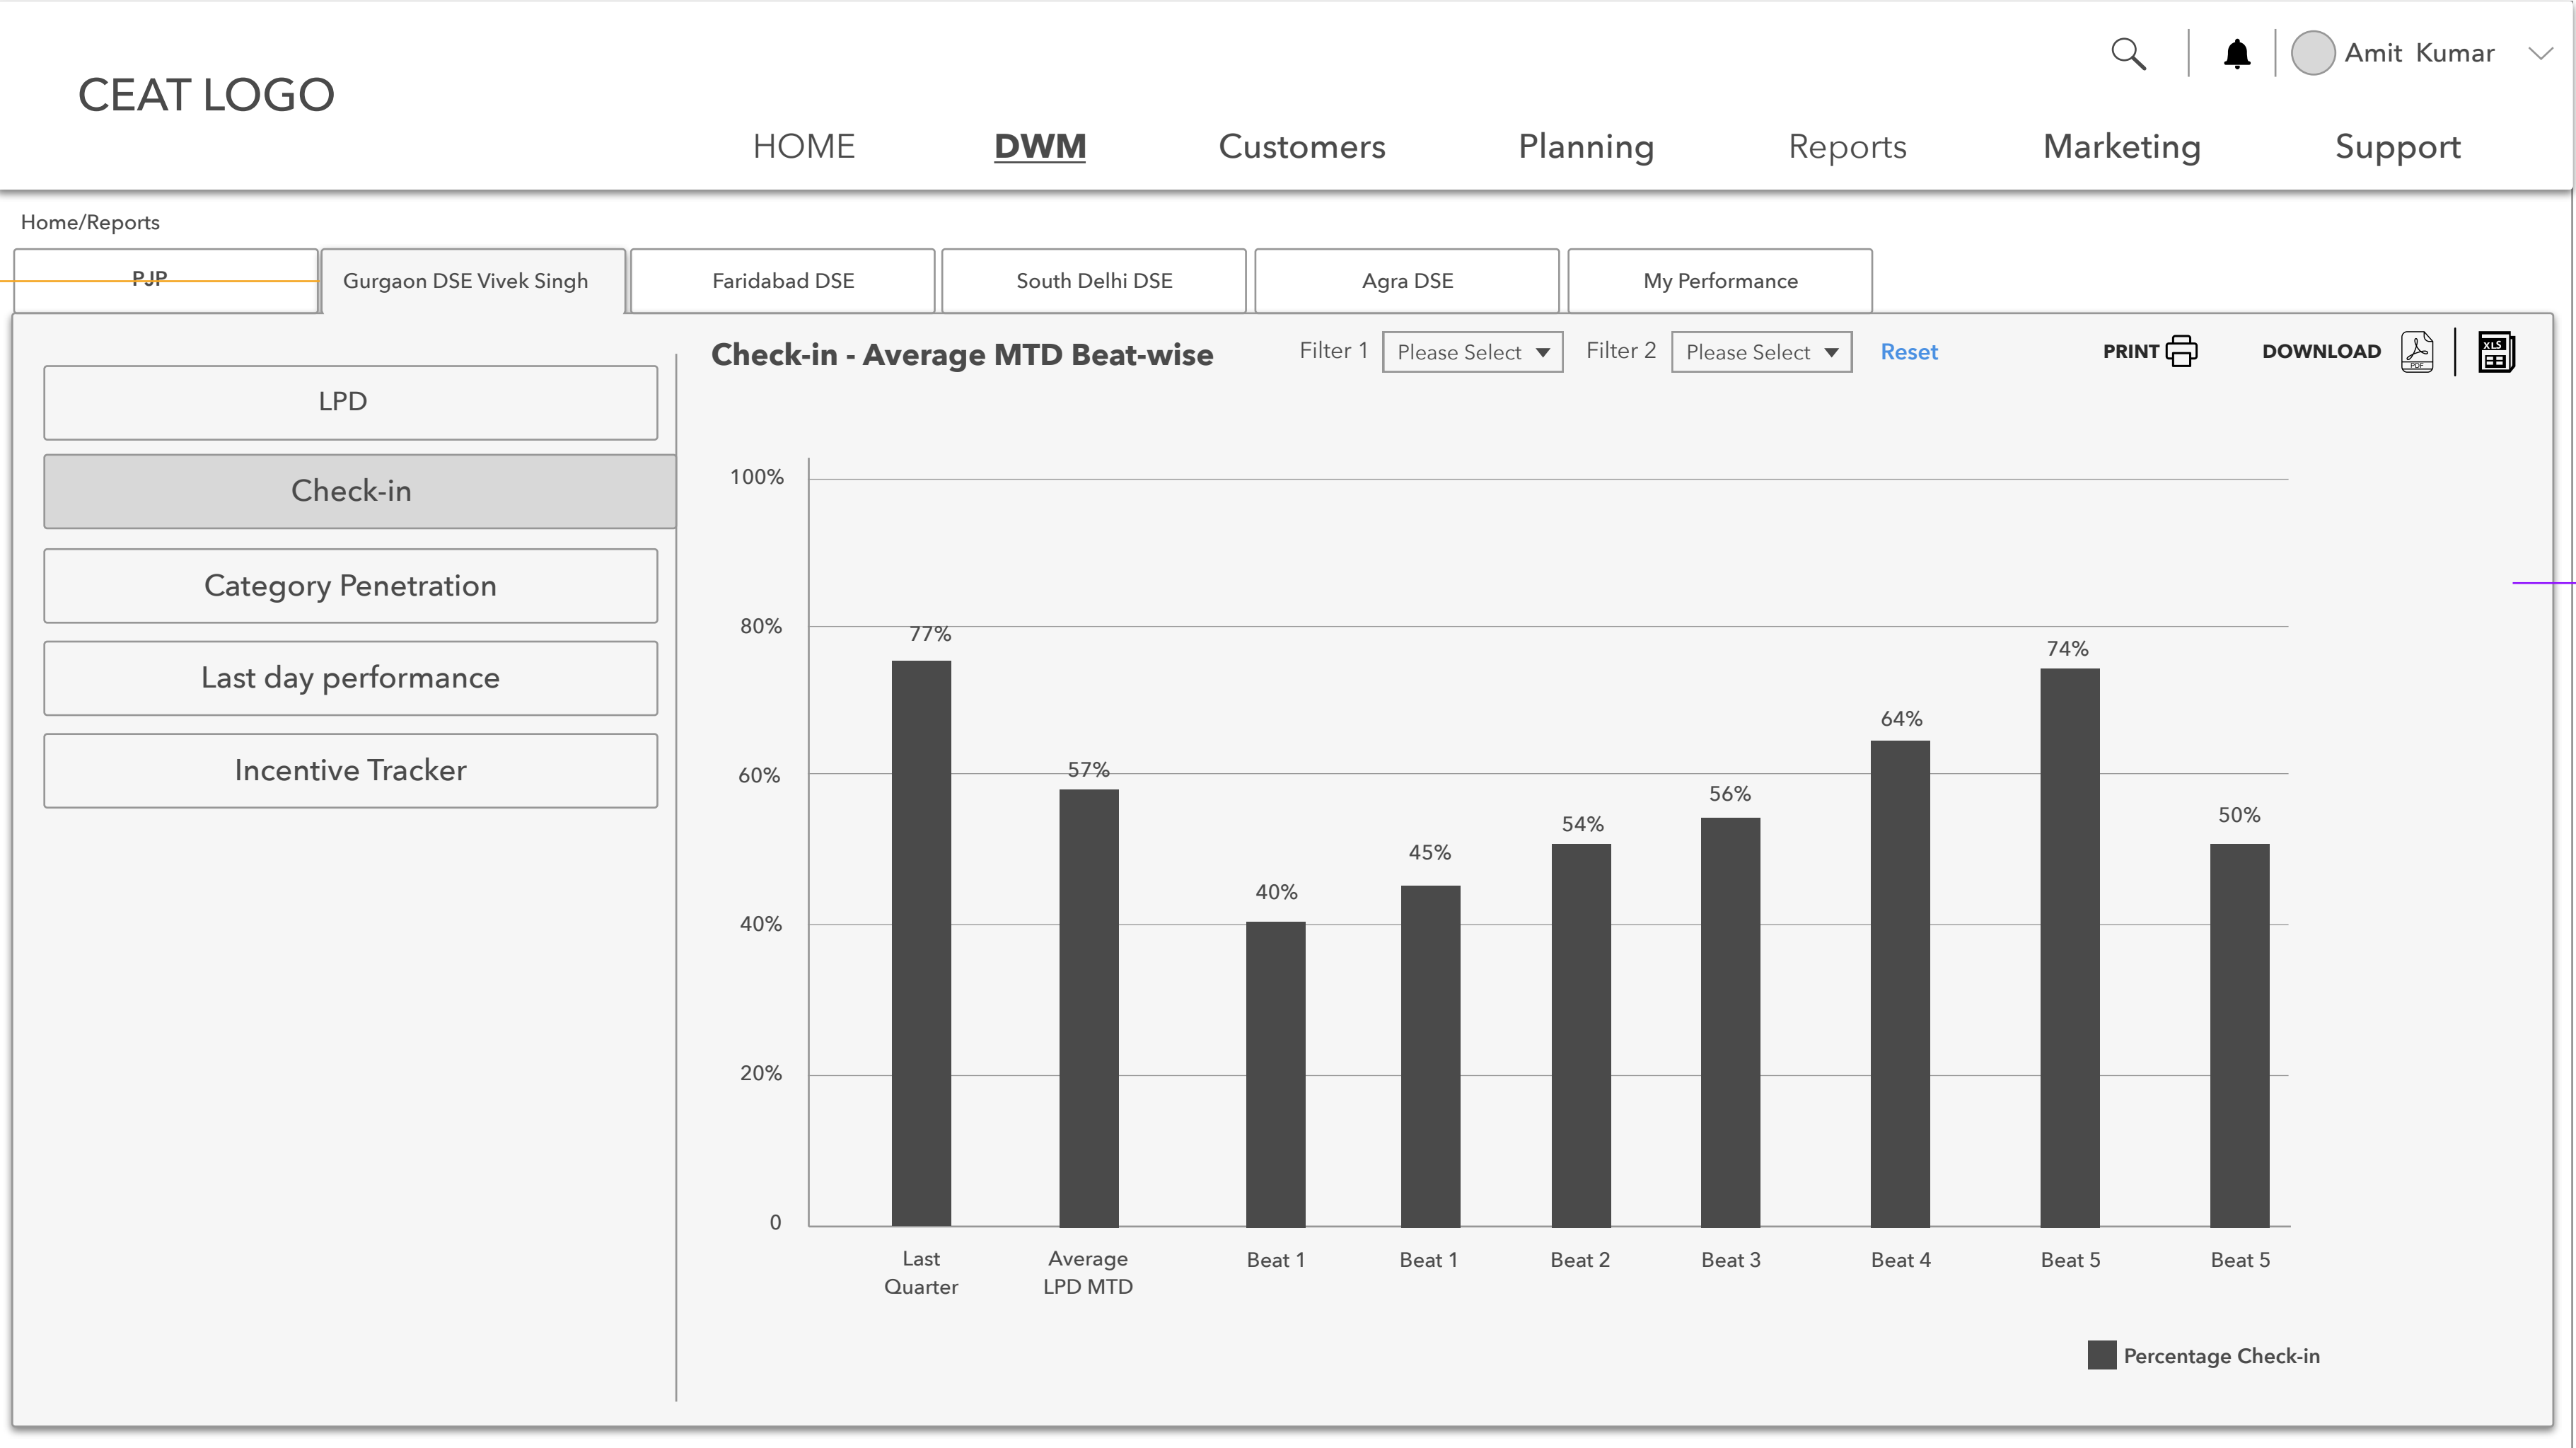 CEAT LOGO
Amit Kumar
HOME DWM Customers Planning Reports Marketing Support
Home/Reports
PJP Gurgaon DSE Vivek Singh Faridabad DSE South Delhi DSE Agra DSE My Performance
Check-in - Average MTD Beat-wise Filter 1 Please Select Filter 2 Please Select Reset PRINT DOWNLOAD PDF XLS
LPD
Check-in
Category Penetration
Last day performance
Incentive Tracker
100%
80%
60%
40%
20%
0
77%
57%
40%
45%
54%
56%
64%
74%
50%
Last
Quarter
Average
LPD MTD
Beat 1
Beat 1
Beat 2
Beat 3
Beat 4
Beat 5
Beat 5
Percentage Check-in